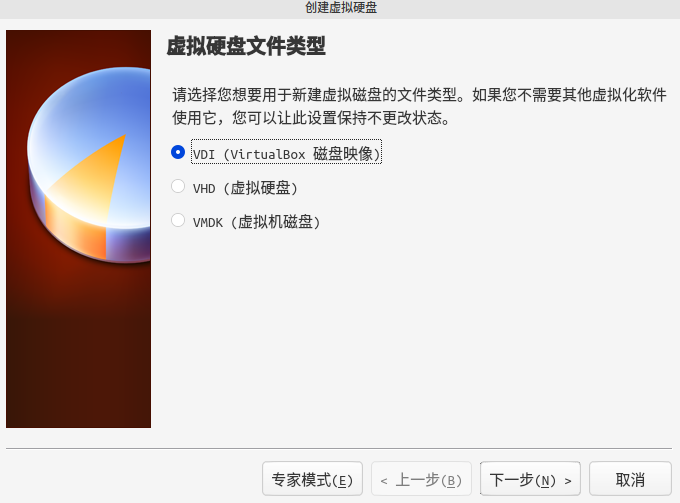 创建虚拟硬盘
虚拟硬盘文件类型
请选择您想要用于新建虚拟磁盘的文件类型。如果您不需要其他虚拟化软件
使用它，您可以让此设置保持不更改状态。
VDI (VirtualBox 磁盘映像)
VHD (虚拟硬盘)
VMDK (虚拟机磁盘)
专家模式(E) < 上一步(B) 下一步(N) > 取消